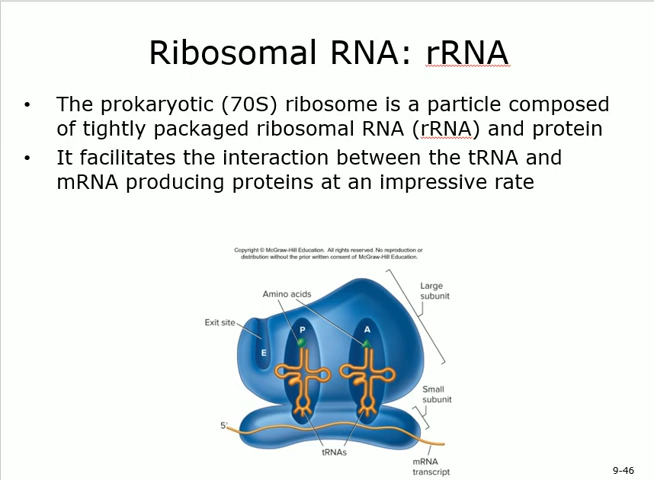 Ribosomal RNA: rRNA
• The prokaryotic (70S) ribosome is a particle composed
of tightly packaged ribosomal RNA (rRNA) and protein
• It facilitates the interaction between the tRNA and
mRNA producing proteins at an impressive rate
Copyright © McGraw-Hill Education. All rights reserved. No reproduction or
distribution without the prior written consent of McGraw-Hill Education.
Large
subunit
Amino acids
Exit site
P
A
E
Small
subunit
5'
tRNAs
mRNA
transcript
9-46